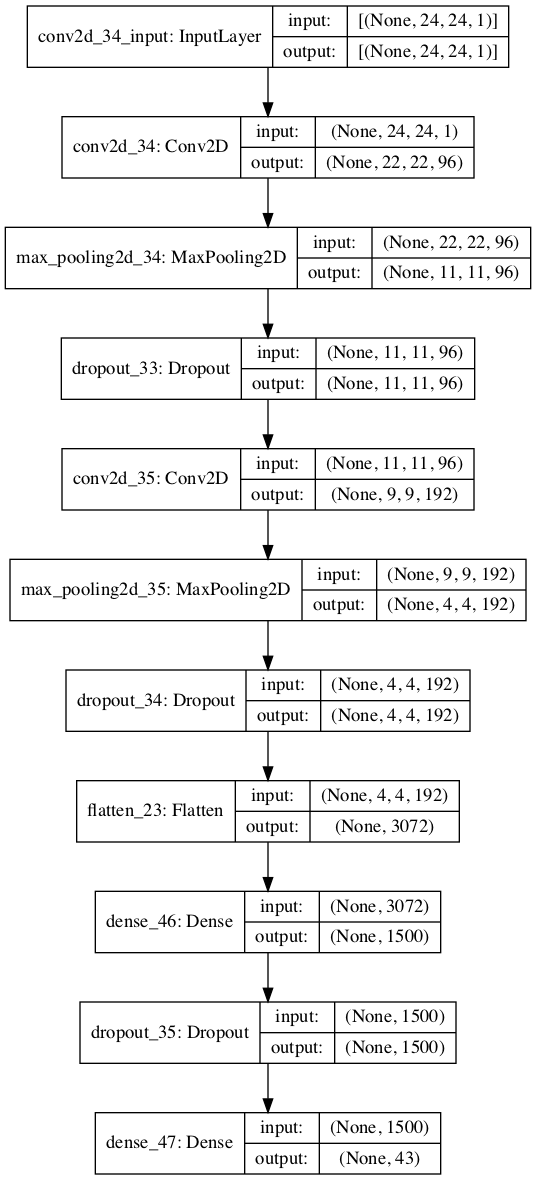 conv2d_34_input: InputLayer
input: [(None, 24, 24, 1)]
output: [(None, 24, 24, 1)]
conv2d_34: Conv2D
input: (None, 24, 24, 1)
output: (None, 22, 22, 96)
max_pooling2d_34: MaxPooling2D
input: (None, 22, 22, 96)
output: (None, 11, 11, 96)
dropout_33: Dropout
input: (None, 11, 11, 96)
output: (None, 11, 11, 96)
conv2d_35: Conv2D
input: (None, 11, 11, 96)
output: (None, 9, 9, 192)
max_pooling2d_35: MaxPooling2D
input: (None, 9, 9, 192)
output: (None, 4, 4, 192)
dropout_34: Dropout
input: (None, 4, 4, 192)
output: (None, 4, 4, 192)
flatten_23: Flatten
input: (None, 4, 4, 192)
output: (None, 3072)
dense_46: Dense
input: (None, 3072)
output: (None, 1500)
dropout_35: Dropout
input: (None, 1500)
output: (None, 1500)
dense_47: Dense
input: (None, 1500)
output: (None, 43)